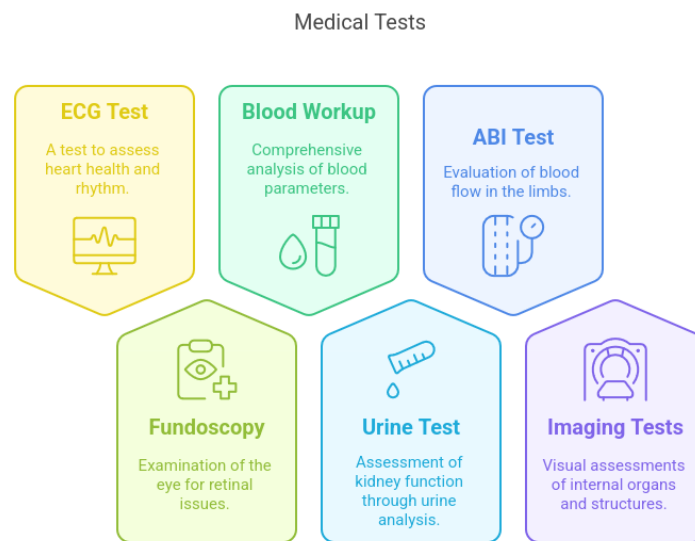 Medical Tests
ECG Test
A test to assess
heart health and
rhythm.
Blood Workup
Comprehensive
analysis of blood
parameters.
ABI Test
Evaluation of blood
flow in the limbs.
Fundoscopy
Examination of the
eye for retinal
issues.
Urine Test
Assessment of
kidney function
through urine
analysis.
Imaging Tests
Visual assessments
of internal organs
and structures.